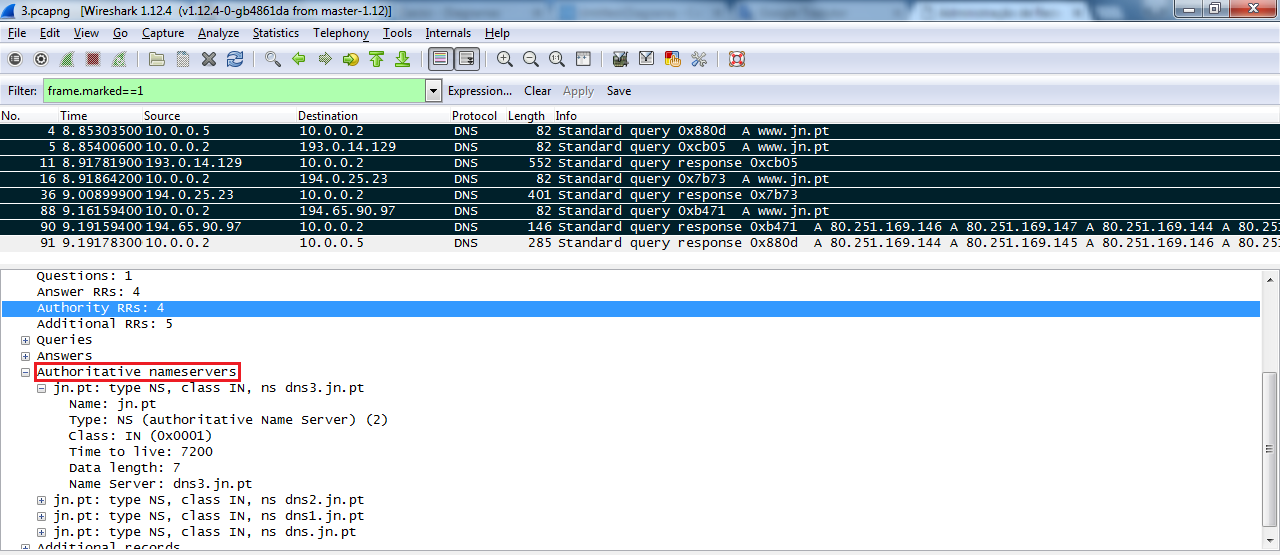 3.pcapng [Wireshark 1.12.4 (v1.12.4-0-gb4861da from master-1.12)]
File Edit View Go Capture Analyze Statistics Telephony Tools Internals Help
Filter: frame.marked==1 Expression... Clear Apply Save
No. Time Source Destination Protocol Length Info
4 8.85303500 10.0.0.5 10.0.0.2 DNS 82 Standard query 0x880d A www.jn.pt
5 8.85400600 10.0.0.2 193.0.14.129 DNS 82 Standard query 0xcb05 A www.jn.pt
11 8.91781900 193.0.14.129 10.0.0.2 DNS 552 Standard query response 0xcb05
16 8.91864200 10.0.0.2 194.0.25.23 DNS 82 Standard query 0x7b73 A www.jn.pt
36 9.00899900 194.0.25.23 10.0.0.2 DNS 401 Standard query response 0x7b73
88 9.16159400 10.0.0.2 194.65.90.97 DNS 82 Standard query 0xb471 A www.jn.pt
90 9.19159400 194.65.90.97 10.0.0.2 DNS 146 Standard query response 0xb471 A 80.251.169.146 A 80.251.169.147 A 80.251.169.144 A 80.251.
91 9.19178300 10.0.0.2 10.0.0.5 DNS 285 Standard query response 0x880d A 80.251.169.144 A 80.251.169.145 A 80.251.169.146 A 80.251.
Questions: 1
Answer RRs: 4
Authority RRs: 4
Additional RRs: 5
Queries
Answers
Authoritative nameservers
jn.pt: type NS, class IN, ns dns3.jn.pt
Name: jn.pt
Type: NS (authoritative Name Server) (2)
Class: IN (0x0001)
Time to live: 7200
Data length: 7
Name Server: dns3.jn.pt
jn.pt: type NS, class IN, ns dns2.jn.pt
jn.pt: type NS, class IN, ns dns1.jn.pt
jn.pt: type NS, class IN, ns dns.jn.pt
Additional records